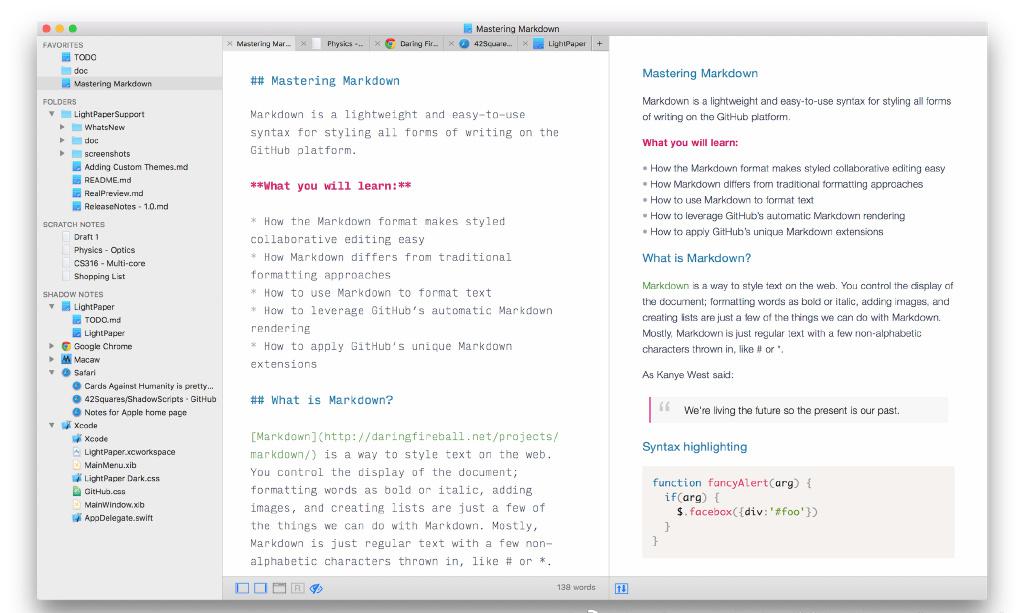 Mastering Markdown
FAVORITES
TODO
doc
Mastering Markdown
FOLDERS
LightPaperSupport
WhatsNew
doc
screenshots
Adding Custom Themes.md
README.md
RealPreview.md
ReleaseNotes - 1.0.md
SCRATCH NOTES
Draft 1
Physics - Optics
CS316 - Multi-core
Shopping List
SHADOW NOTES
LightPaper
TODO.md
LightPaper
Google Chrome
Macaw
Safari
Cards Against Humanity is pretty...
42Squares/ShadowScripts · GitHub
Notes for Apple home page
Xcode
Xcode
LightPaper.xcworkspace
MainMenu.xib
LightPaper Dark.css
GitHub.css
MainWindow.xib
AppDelegate.swift
Mastering Mar... Physics -... Daring Fir... 42Square... LightPaper +
## Mastering Markdown
Markdown is a lightweight and easy-to-use
syntax for styling all forms of writing on the
GitHub platform.
**What you will learn:**
* How the Markdown format makes styled
collaborative editing easy
* How Markdown differs from traditional
formatting approaches
* How to use Markdown to format text
* How to leverage GitHub's automatic Markdown
rendering
* How to apply GitHub's unique Markdown
extensions
## What is Markdown?
[Markdown](http://daringfireball.net/projects/
markdown/) is a way to style text on the web.
You control the display of the document;
formatting words as bold or italic, adding
images, and creating lists are just a few of
the things we can do with Markdown. Mostly,
Markdown is just regular text with a few non-
alphabetic characters thrown in, like # or *.
138 words
Mastering Markdown
Markdown is a lightweight and easy-to-use syntax for styling all forms
of writing on the GitHub platform.
What you will learn:
• How the Markdown format makes styled collaborative editing easy
• How Markdown differs from traditional formatting approaches
• How to use Markdown to format text
• How to leverage GitHub's automatic Markdown rendering
• How to apply GitHub's unique Markdown extensions
What is Markdown?
Markdown is a way to style text on the web. You control the display of
the document; formatting words as bold or italic, adding images, and
creating lists are just a few of the things we can do with Markdown.
Mostly, Markdown is just regular text with a few non-alphabetic
characters thrown in, like # or *.
As Kanye West said:
“ We're living the future so the present is our past.
Syntax highlighting
function fancyAlert(arg) {
if(arg) {
$.facebox({div:'#foo'})
}
}